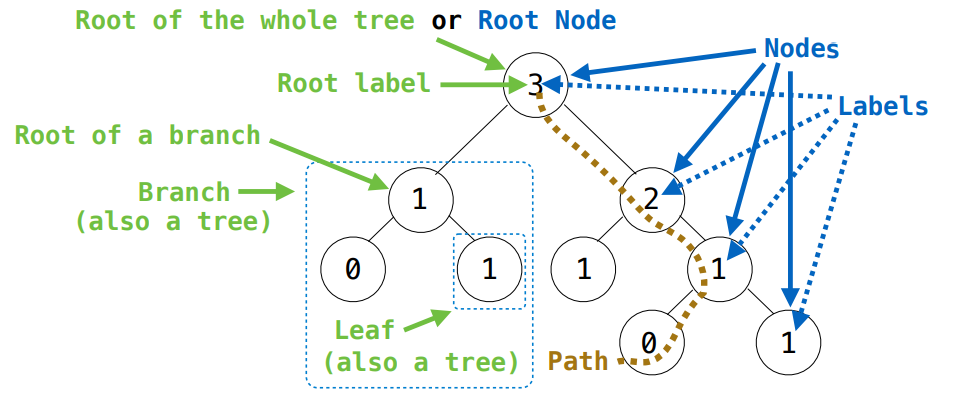 Root of the whole tree or Root Node
Nodes
Root label
3
Labels
Root of a branch
Branch
(also a tree)
1
2
0
1
1
1
Leaf
(also a tree)
Path
0
1